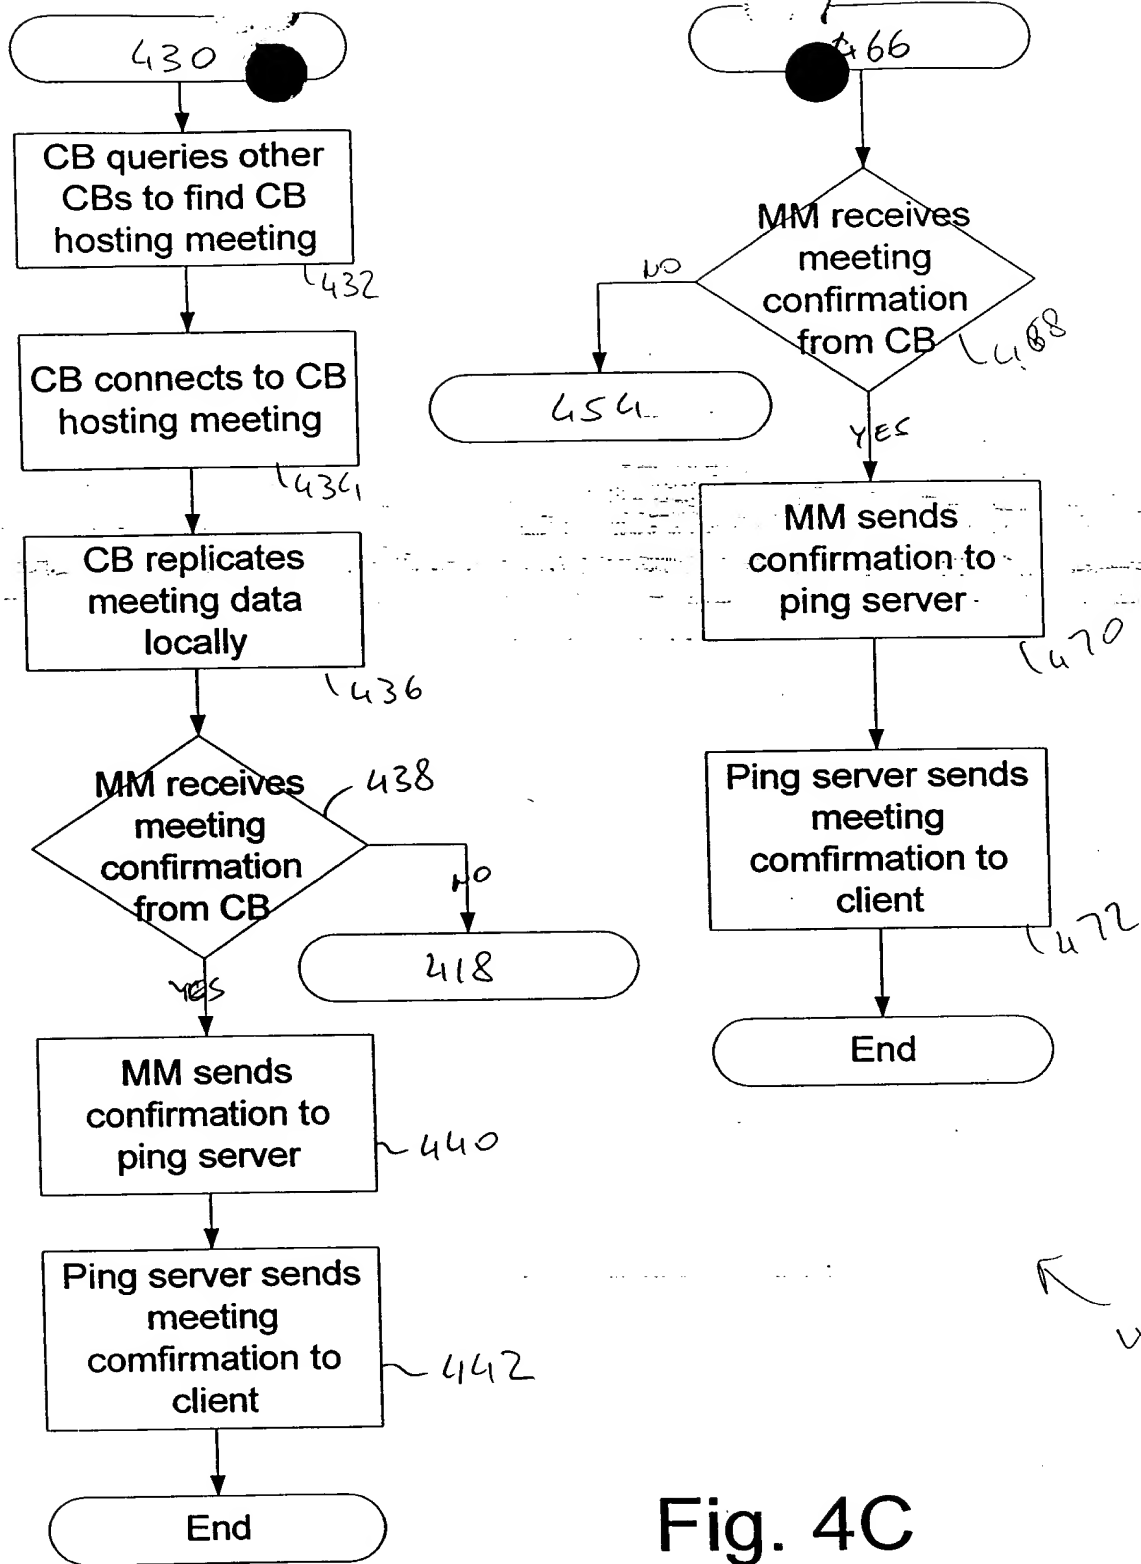 430
CB queries other
CBs to find CB
hosting meeting
432
CB connects to CB
hosting meeting
434
CB replicates
meeting data
locally
436
MM receives
meeting
confirmation
from CB
438
NO
418
YES
MM sends
confirmation to
ping server
440
Ping server sends
meeting
comfirmation to
client
442
End
466
MM receives
meeting
confirmation
from CB
468
NO
454
YES
MM sends
confirmation to
ping server
470
Ping server sends
meeting
comfirmation to
client
472
End
Fig. 4C